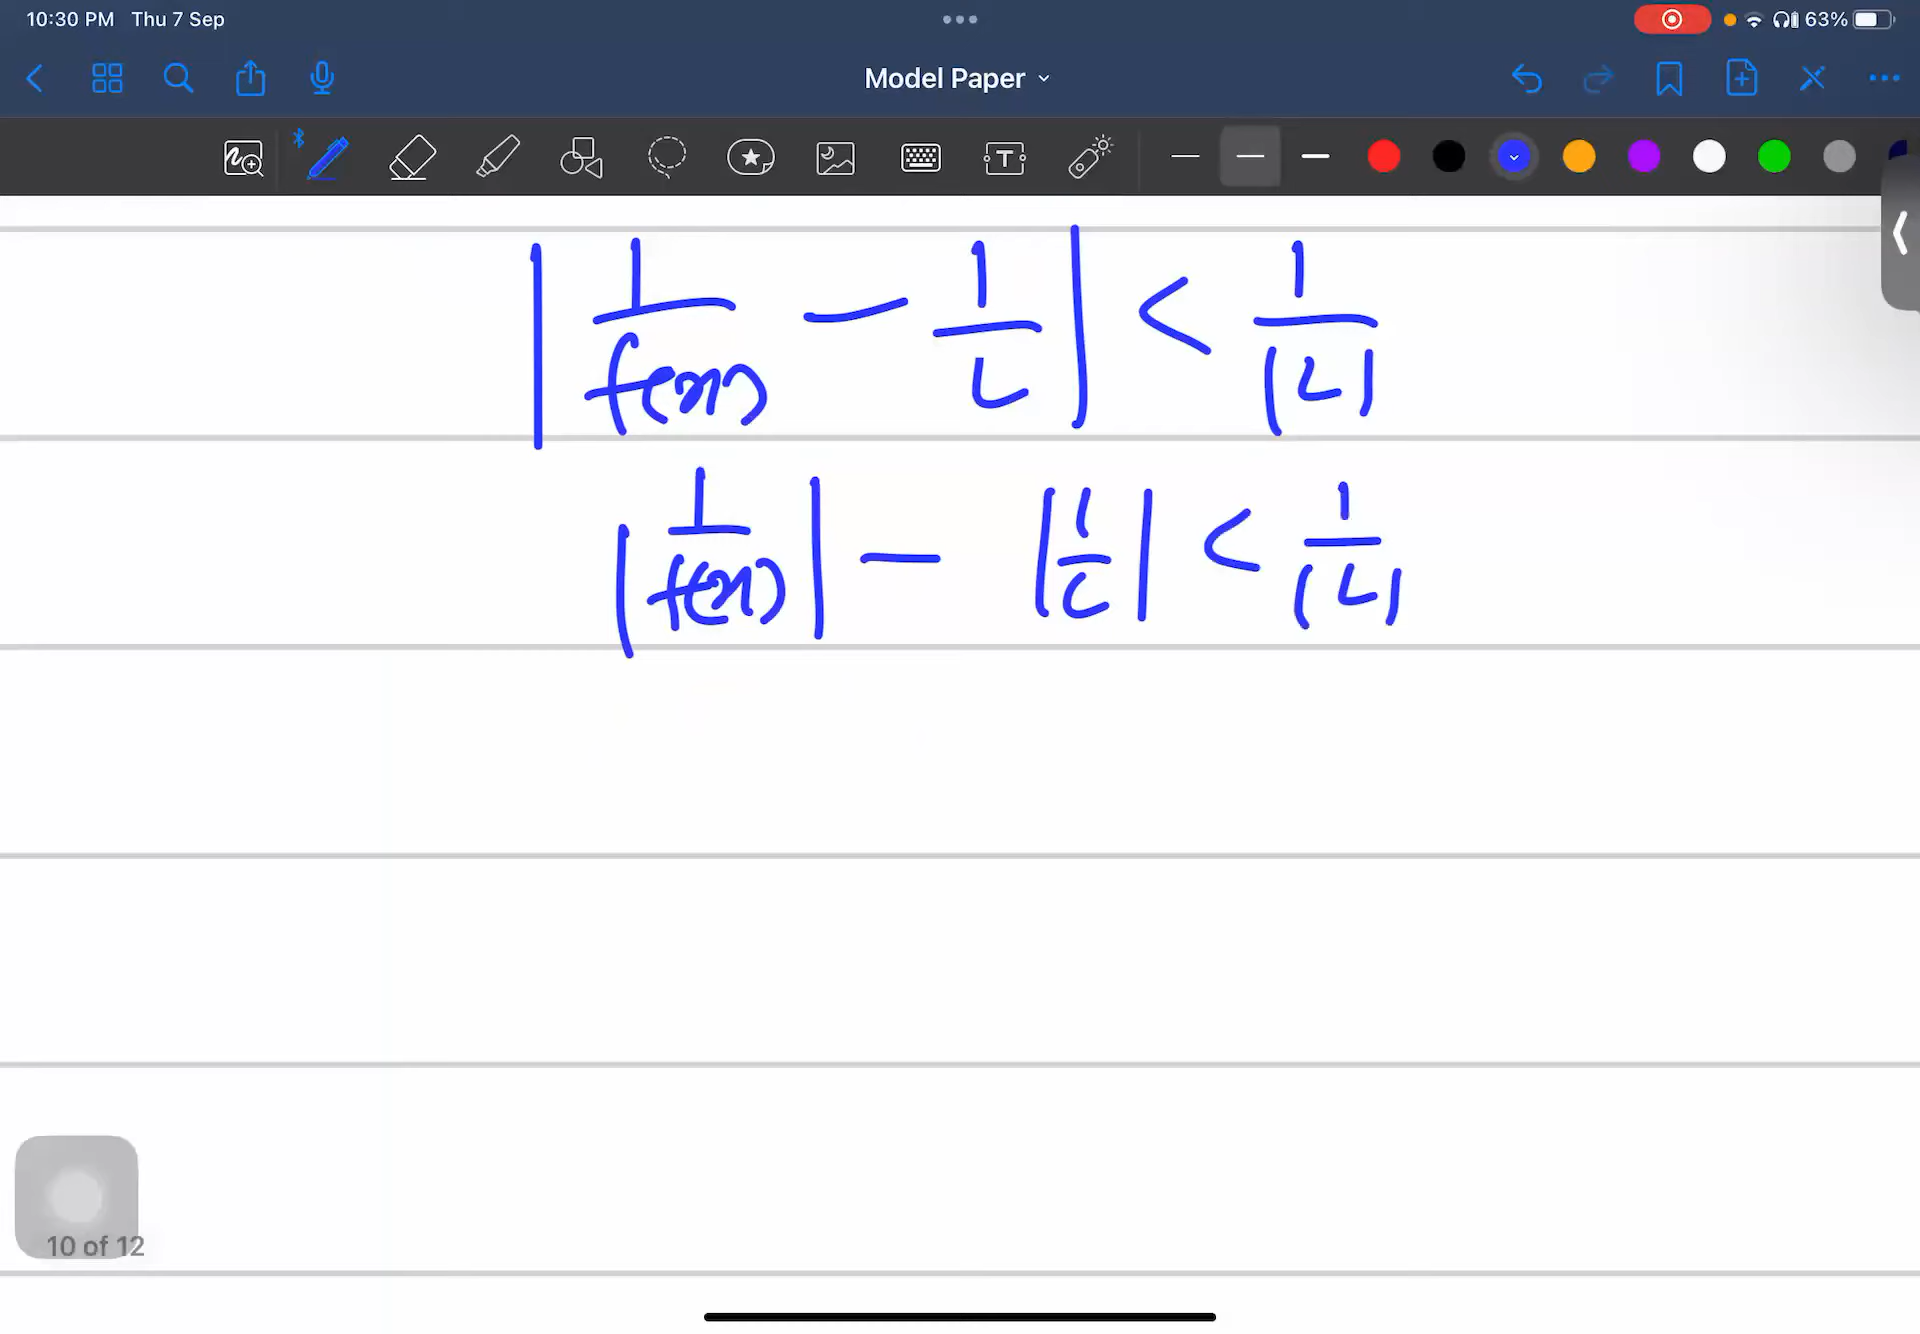 10:30 PM Thu 7 Sep 63%
Model Paper
| 1/f(x) − 1/L | < 1/|L|
| 1/f(x) | − | 1/L | < 1/|L|
10 of 12